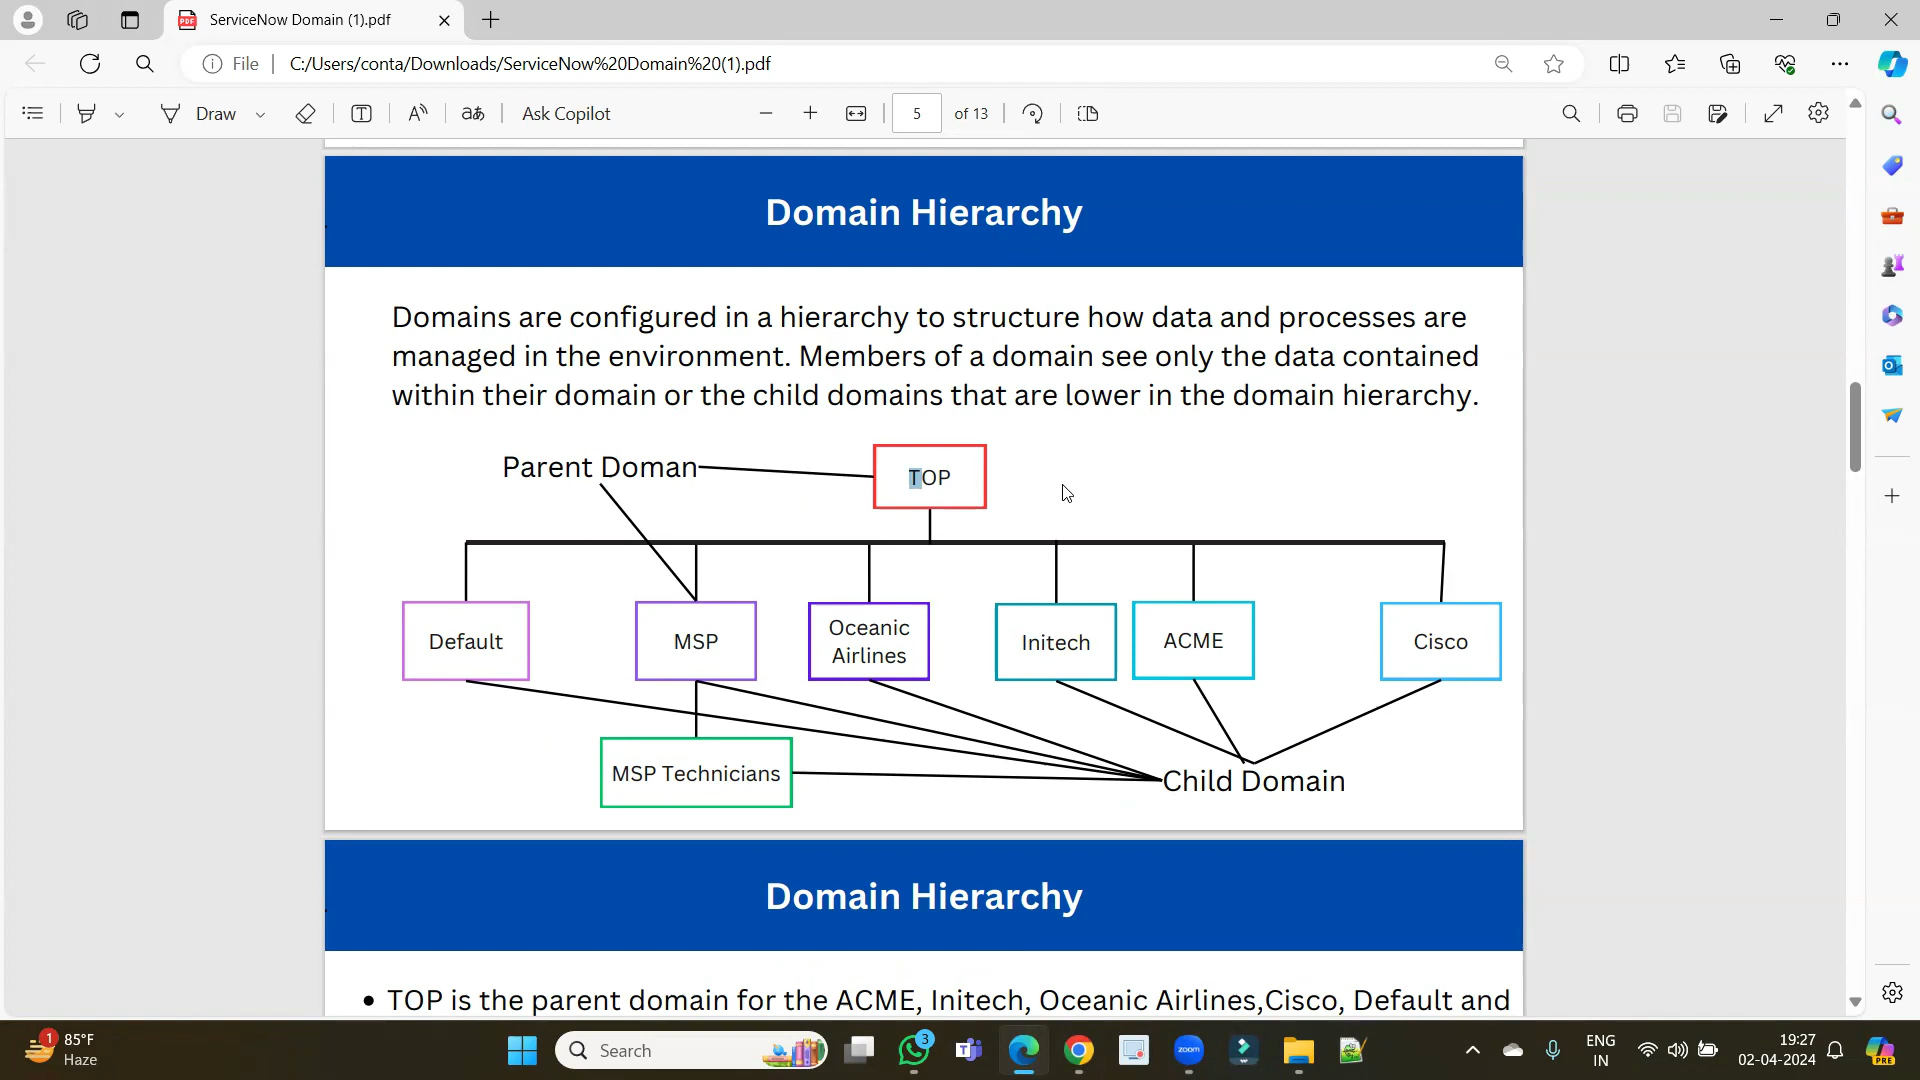 ServiceNow Domain (1).pdf
File
C:/Users/conta/Downloads/ServiceNow%20Domain%20(1).pdf
Draw
Ask Copilot
5 of 13
Domain Hierarchy
Domains are configured in a hierarchy to structure how data and processes are
managed in the environment. Members of a domain see only the data contained
within their domain or the child domains that are lower in the domain hierarchy.
Parent Doman
TOP
Default
MSP
Oceanic
Airlines
Initech
ACME
Cisco
MSP Technicians
Child Domain
Domain Hierarchy
• TOP is the parent domain for the ACME, Initech, Oceanic Airlines,Cisco, Default and
1
85°F
Haze
Search
3
zoom
ENG
IN
19:27
02-04-2024
PRE